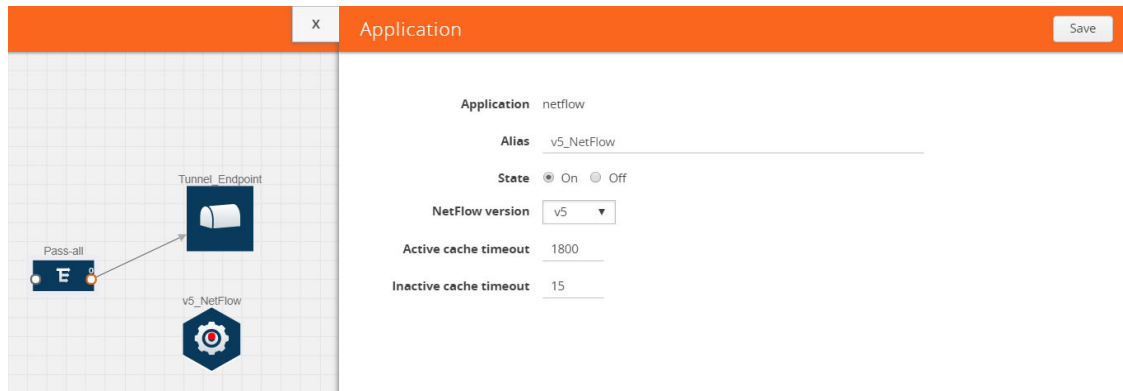 X
Application
Save
Application netflow
Alias v5_NetFlow
State On Off
NetFlow version v5
Active cache timeout 1800
Inactive cache timeout 15
Tunnel_Endpoint
Pass-all
0
v5_NetFlow